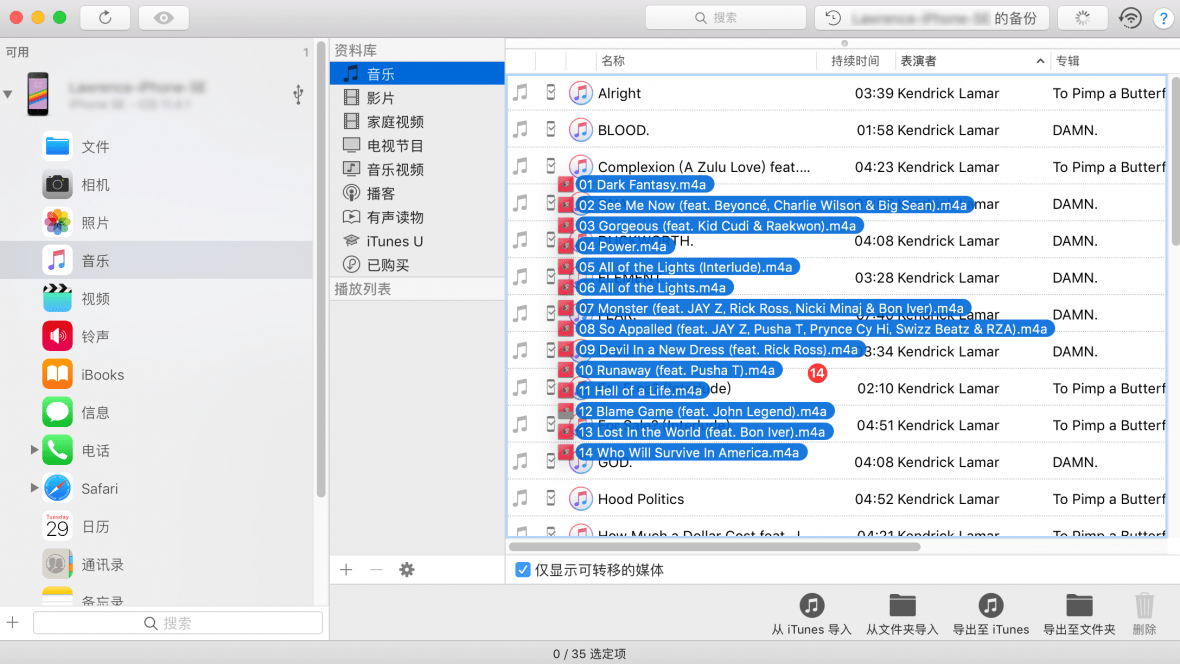 搜索
的备份
?
可用
1
文件
相机
照片
音乐
视频
铃声
iBooks
信息
电话
Safari
Tuesday
29
日历
通讯录
备忘录
搜索
资料库
音乐
影片
家庭视频
电视节目
音乐视频
播客
有声读物
iTunes U
已购买
播放列表
名称 持续时间 表演者 专辑
Alright 03:39 Kendrick Lamar To Pimp a Butterf
BLOOD. 01:58 Kendrick Lamar DAMN.
Complexion (A Zulu Love) feat.... 04:23 Kendrick Lamar To Pimp a Butterf
01 Dark Fantasy.m4a
02 See Me Now (feat. Beyoncé, Charlie Wilson & Big Sean).m4a mar DAMN.
03 Gorgeous (feat. Kid Cudi & Raekwon).m4a
04 Power.m4a TH. 04:08 Kendrick Lamar DAMN.
05 All of the Lights (Interlude).m4a
03:28 Kendrick Lamar DAMN.
06 All of the Lights.m4a
07 Monster (feat. JAY Z, Rick Ross, Nicki Minaj & Bon Iver).m4a
Kendrick Lamar DAMN.
08 So Appalled (feat. JAY Z, Pusha T, Prynce Cy Hi, Swizz Beatz & RZA).m4a
09 Devil In a New Dress (feat. Rick Ross).m4a 3:34 Kendrick Lamar DAMN.
10 Runaway (feat. Pusha T).m4a
14
11 Hell of a Life.m4a de) 02:10 Kendrick Lamar To Pimp a Butterf
12 Blame Game (feat. John Legend).m4a
04:51 Kendrick Lamar To Pimp a Butterf
13 Lost in the World (feat. Bon Iver).m4a
14 Who Will Survive In America.m4a
GOD. 04:08 Kendrick Lamar DAMN.
Hood Politics 04:52 Kendrick Lamar To Pimp a Butterf
How Much a Dollar Cost feat. J 04:21 Kendrick Lamar To Pimp a Butterf
仅显示可转移的媒体
从 iTunes 导入
从文件夹导入
导出至 iTunes
导出至文件夹
删除
0 / 35 选定项